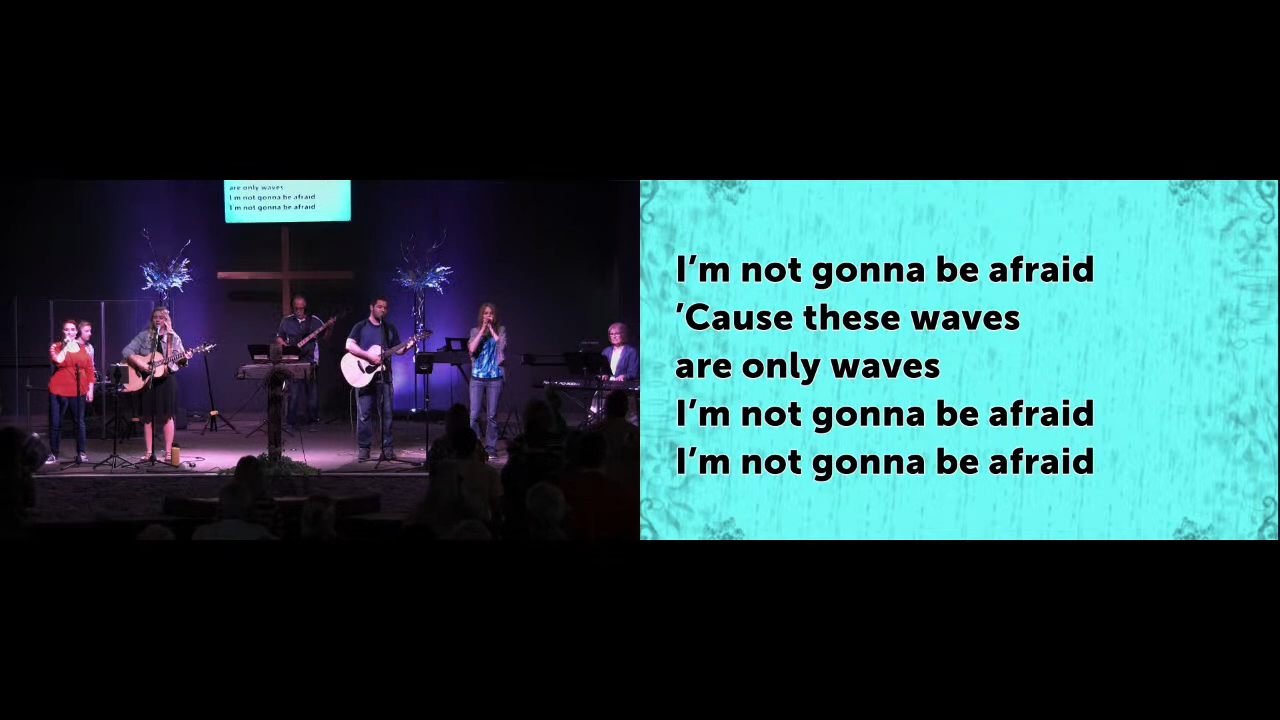 are only waves
I'm not gonna be afraid
I'm not gonna be afraid
I’m not gonna be afraid
’Cause these waves
are only waves
I’m not gonna be afraid
I’m not gonna be afraid